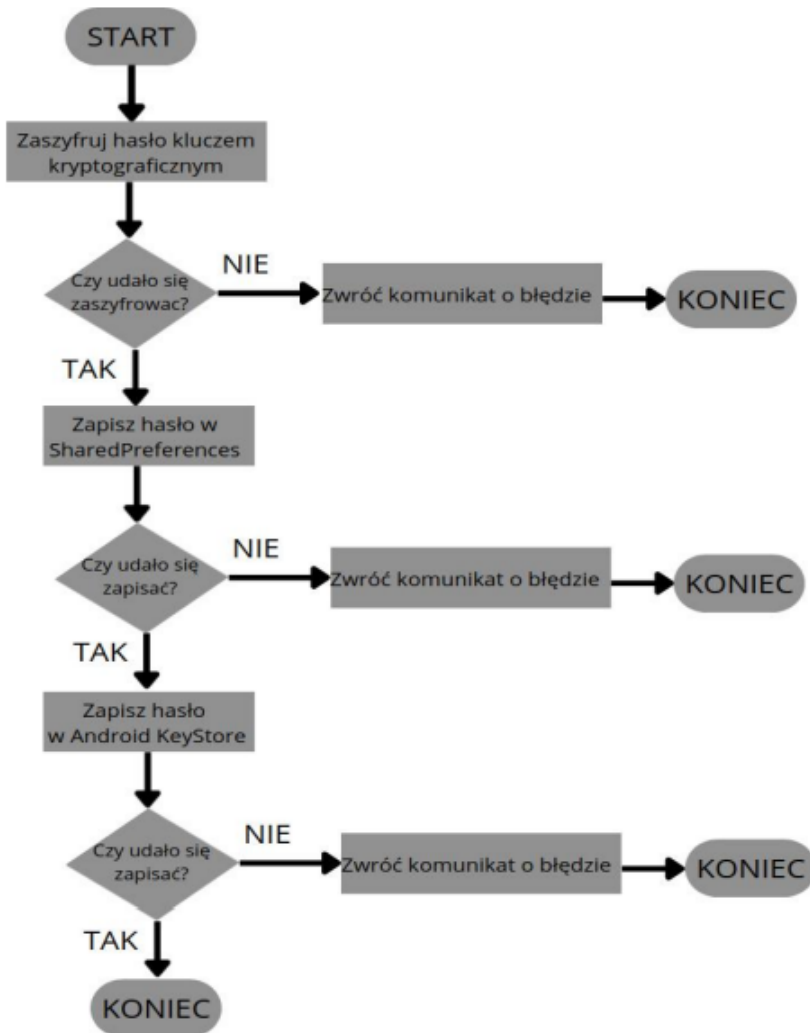 START
Zaszyfruj hasło kluczem
kryptograficznym
Czy udało się
zaszyfrowac?
NIE
Zwróć komunikat o błędzie
KONIEC
TAK
Zapisz hasło w
SharedPreferences
Czy udało się
zapisać?
NIE
Zwróć komunikat o błędzie
KONIEC
TAK
Zapisz hasło
w Android KeyStore
Czy udało się
zapisać?
NIE
Zwróć komunikat o błędzie
KONIEC
TAK
KONIEC